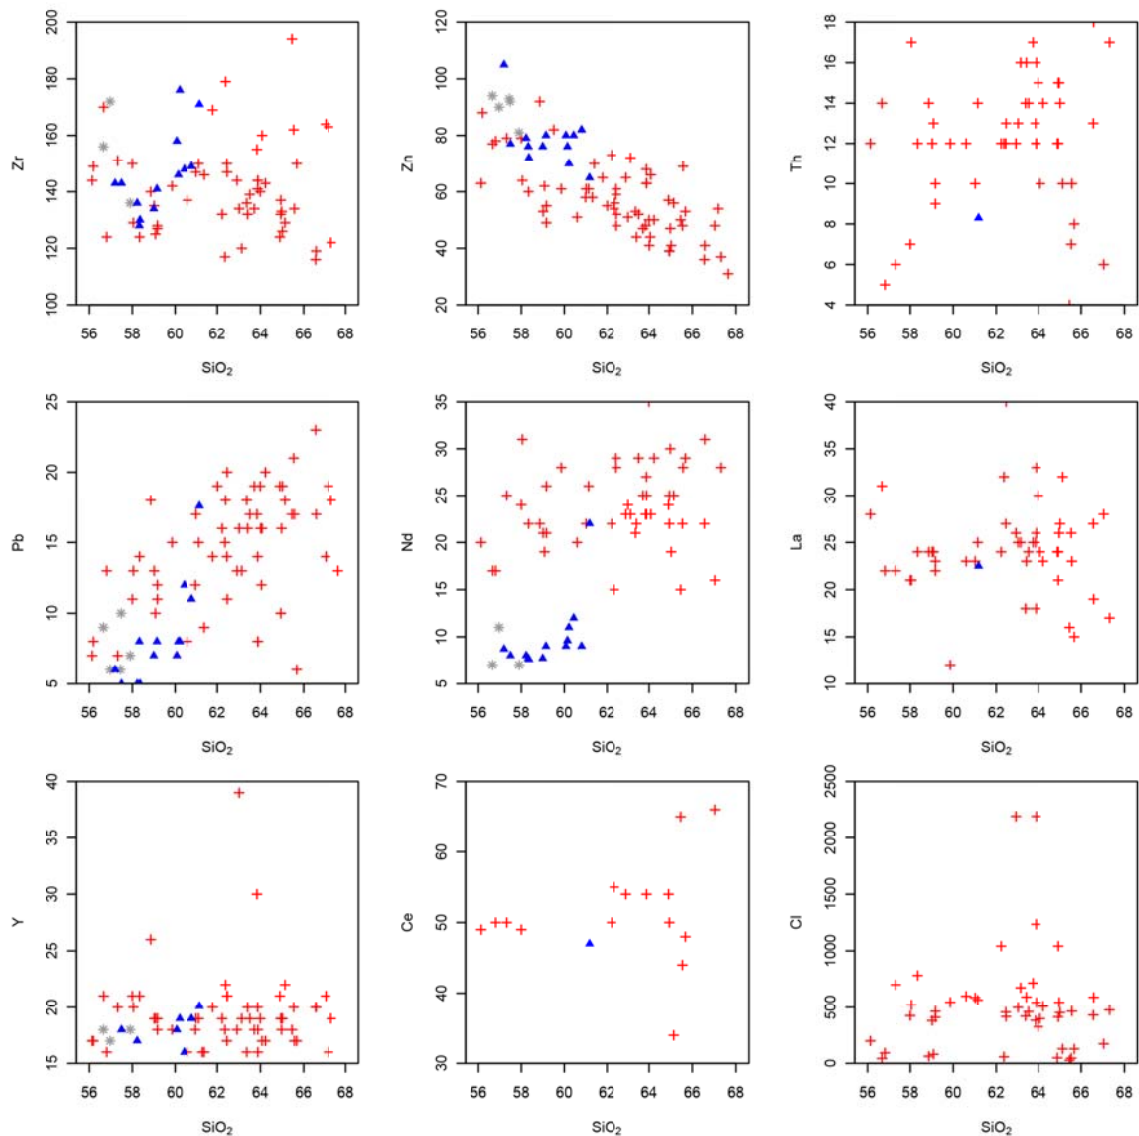 Zr
100 120 140 160 180 200
56 58 60 62 64 66 68
SiO₂
Zn
20 40 60 80 100 120
56 58 60 62 64 66 68
SiO₂
Th
4 6 8 10 12 14 16 18
56 58 60 62 64 66 68
SiO₂
Pb
5 10 15 20 25
56 58 60 62 64 66 68
SiO₂
Nd
5 10 15 20 25 30 35
56 58 60 62 64 66 68
SiO₂
La
10 15 20 25 30 35 40
56 58 60 62 64 66 68
SiO₂
Y
15 20 25 30 35 40
56 58 60 62 64 66 68
SiO₂
Ce
30 40 50 60 70
56 58 60 62 64 66 68
SiO₂
Cl
0 500 1000 1500 2000 2500
56 58 60 62 64 66 68
SiO₂